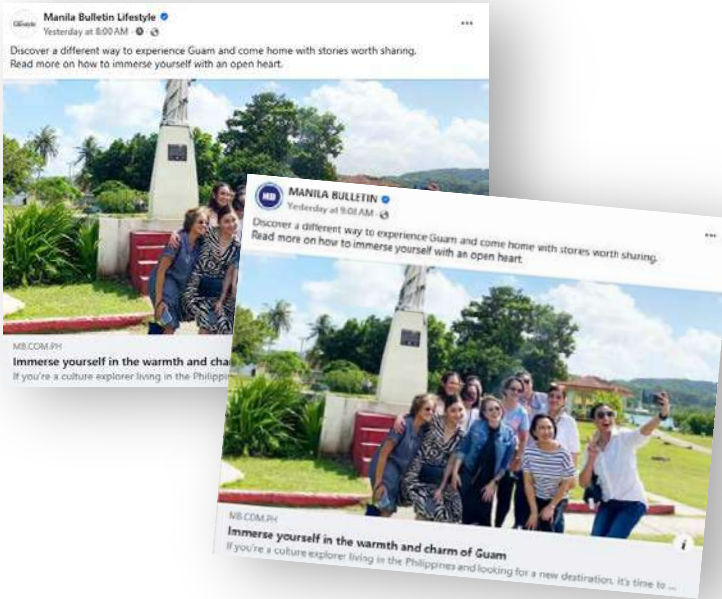 Manila Bulletin Lifestyle
Yesterday at 8:00 AM
Discover a different way to experience Guam and come home with stories worth sharing.
Read more on how to immerse yourself with an open heart.
MB.COM.PH
Immerse yourself in the warmth and cha
If you're a culture explorer living in the Philippin
MB
MANILA BULLETIN
Yesterday at 9:08 AM
Discover a different way to experience Guam and come home with stories worth sharing.
Read more on how to immerse yourself with an open heart.
MB.COM.PH
Immerse yourself in the warmth and charm of Guam
If you're a culture explorer living in the Philippines and looking for a new destination, it's time to ...